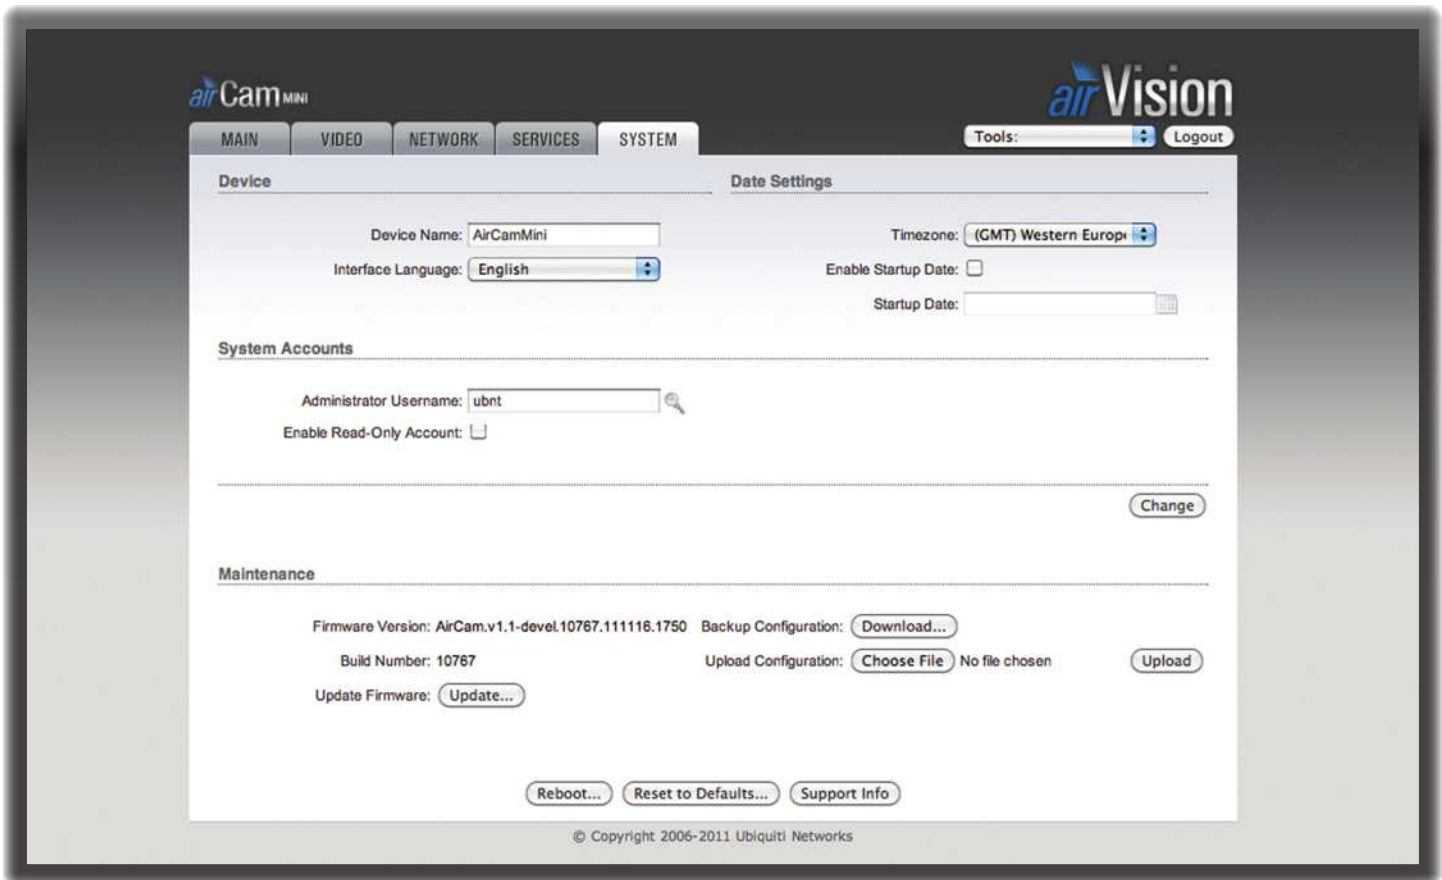 airCam MINI
airVision
MAIN VIDEO NETWORK SERVICES SYSTEM
Tools: Logout
Device
Device Name: AirCamMini
Interface Language: English
Date Settings
Timezone: (GMT) Western Europ
Enable Startup Date:
Startup Date:
System Accounts
Administrator Username: ubnt
Enable Read-Only Account:
Change
Maintenance
Firmware Version: AirCam.v1.1-devel.10767.111116.1750
Build Number: 10767
Update Firmware: Update...
Backup Configuration: Download...
Upload Configuration: Choose File No file chosen Upload
Reboot... Reset to Defaults... Support Info
© Copyright 2006-2011 Ubiquiti Networks